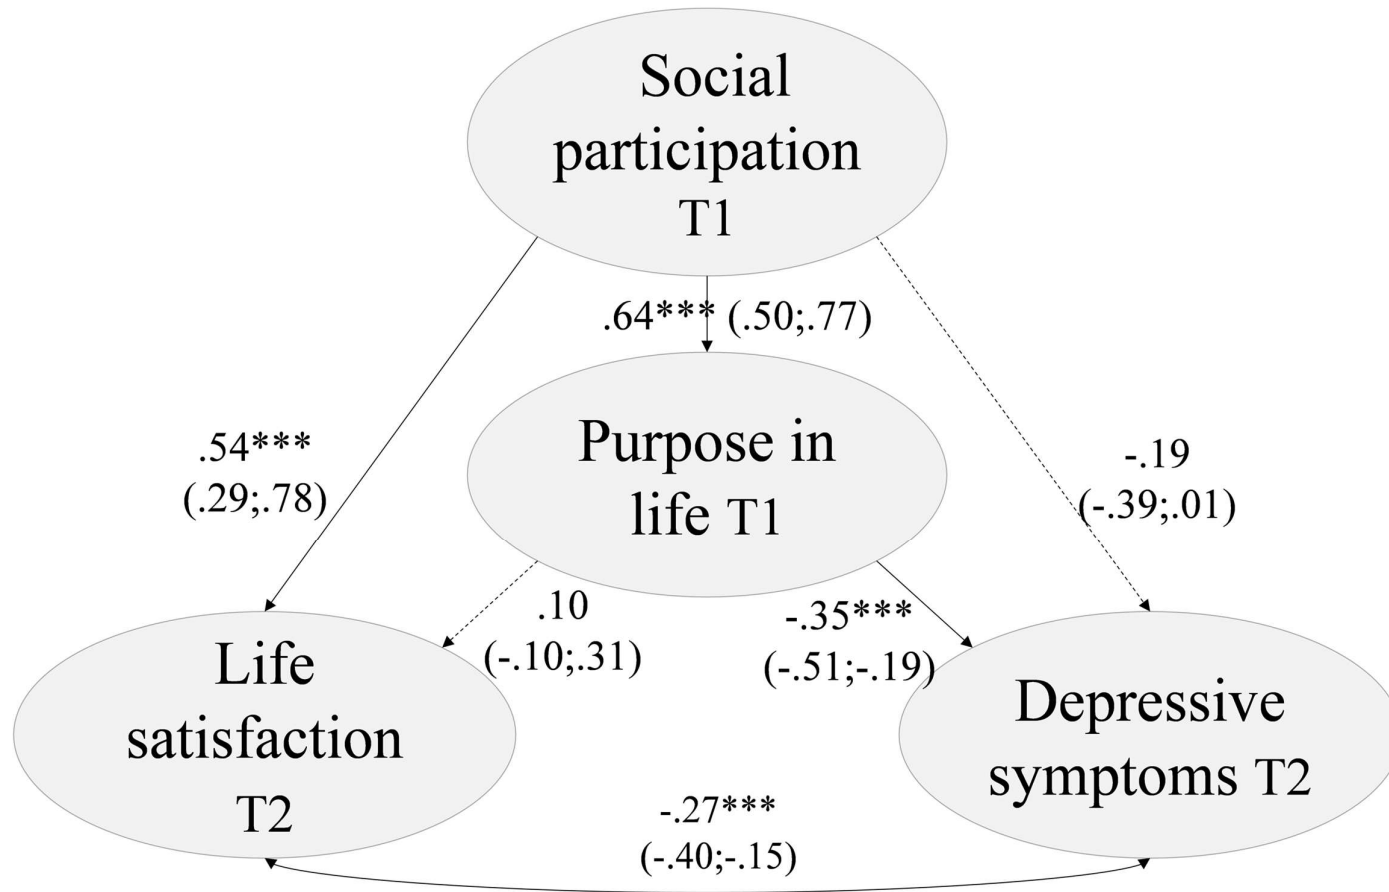 Social
participation
T1
.64*** (.50;.77)
.54***
(.29;.78)
Purpose in
life T1
-.19
(-.39;.01)
.10
(-.10;.31)
-.35***
(-.51;-.19)
Life
satisfaction
T2
Depressive
symptoms T2
-.27***
(-.40;-.15)